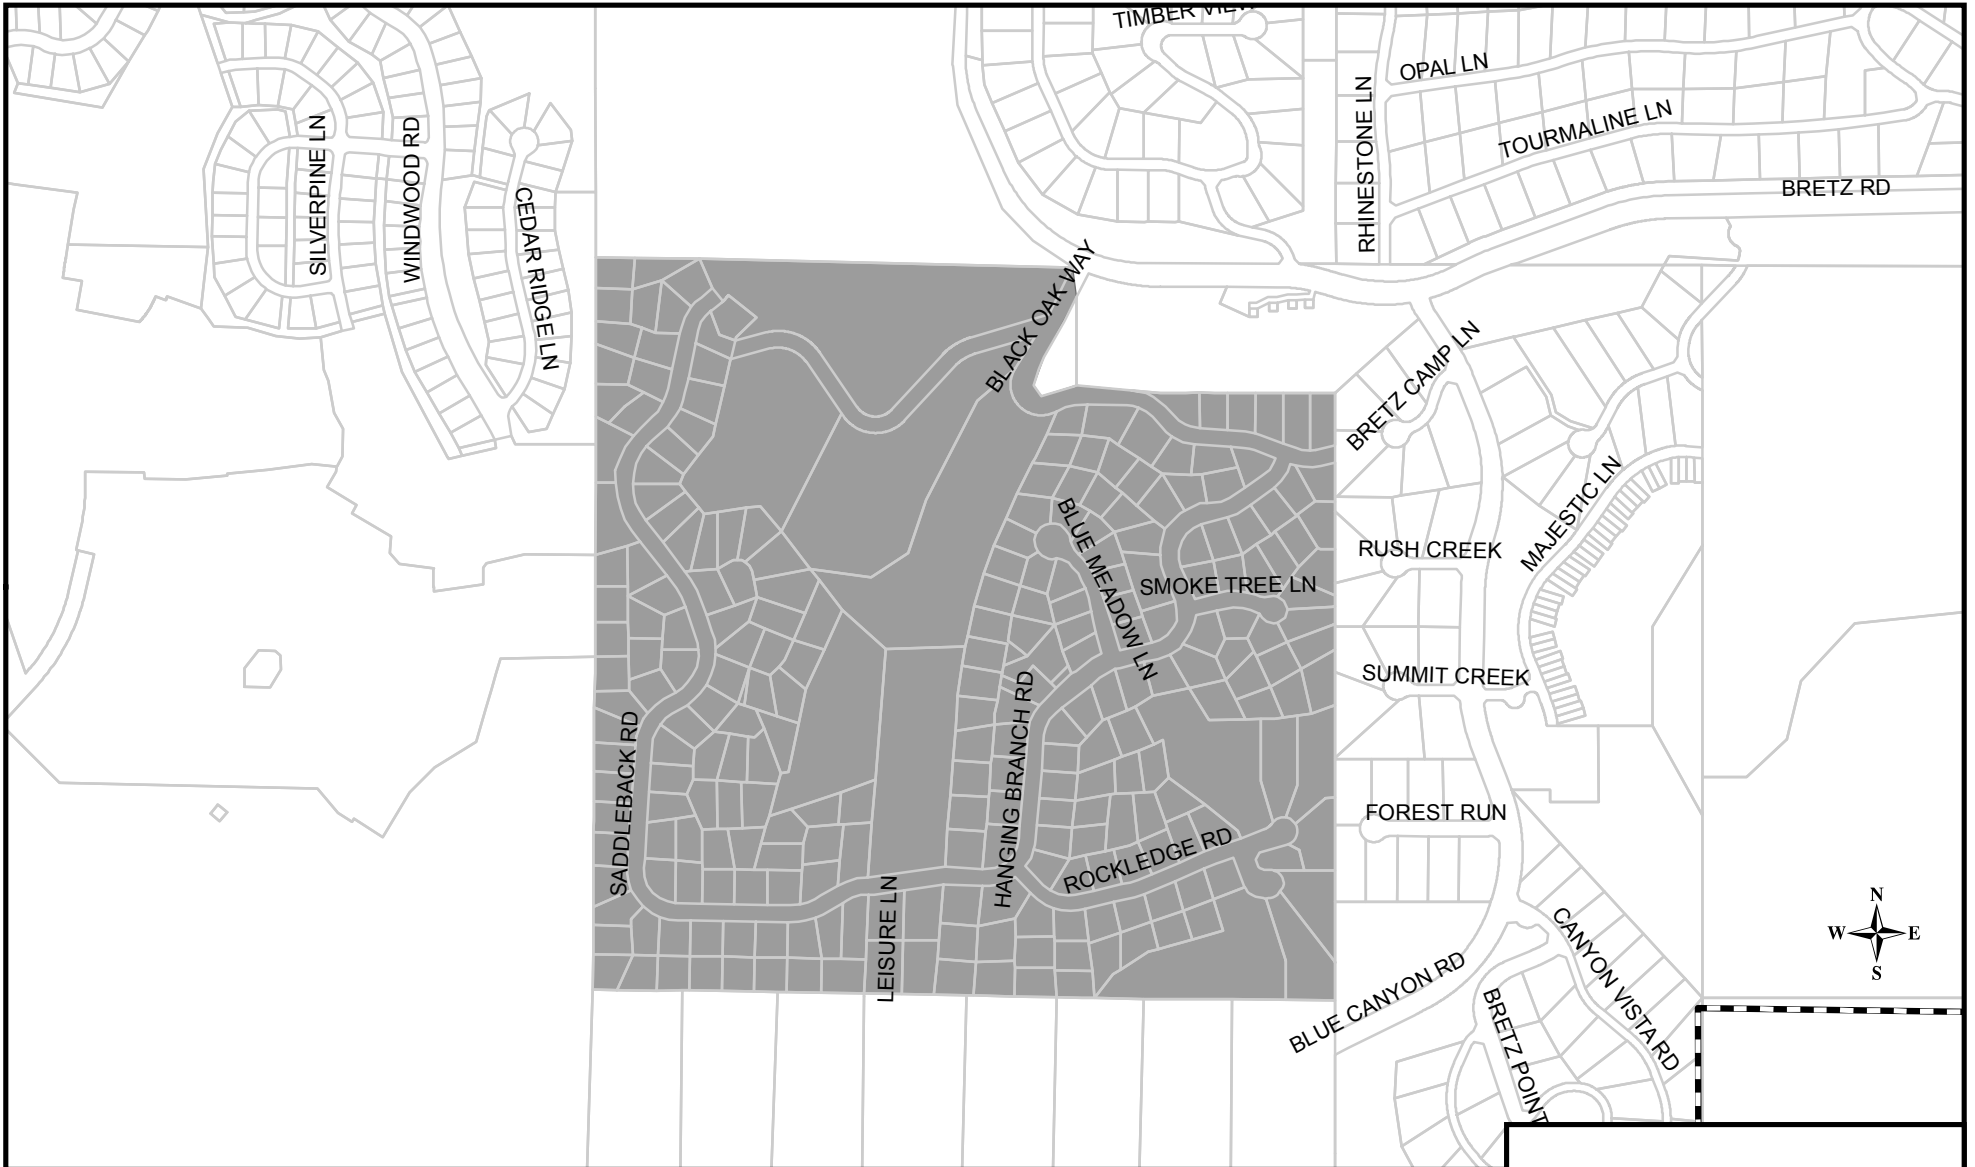 TIMBER VIEW
OPAL LN
RHINESTONE LN
TOURMALINE LN
BRETZ RD
SILVERPINE LN
WINDWOOD RD
CEDAR RIDGE LN
BLACK OAK WAY
BRETZ CAMP LN
MAJESTIC LN
BLUE MEADOW LN
RUSH CREEK
SMOKE TREE LN
SUMMIT CREEK
SADDLEBACK RD
HANGING BRANCH RD
FOREST RUN
ROCKLEDGE RD
LEISURE LN
N
W E
S
CANYON VISTA RD
BLUE CANYON RD
BRETZ POINT